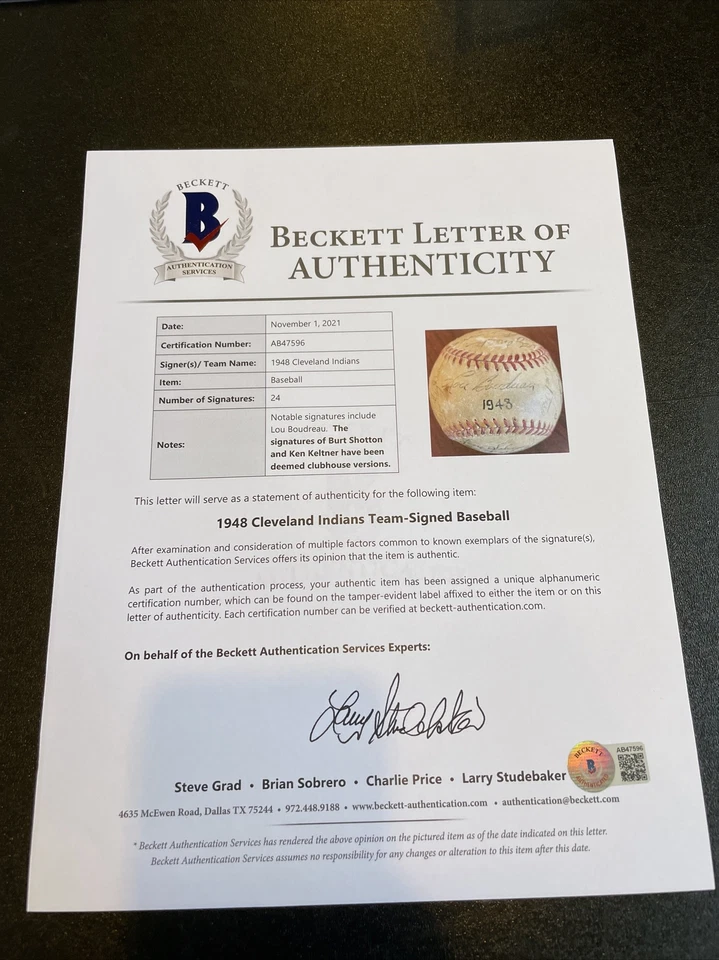 BECKETT
B
AUTHENTICATION
SERVICES
BECKETT LETTER OF
AUTHENTICITY
Date: November 1, 2021
Certification Number: AB47596
Signer(s)/ Team Name: 1948 Cleveland Indians
Item: Baseball
Number of Signatures: 24
Notes: Notable signatures include
Lou Boudreau. The
signatures of Burt Shotton
and Ken Keltner have been
deemed clubhouse versions.
Lou Boudreau
1948
This letter will serve as a statement of authenticity for the following item:
1948 Cleveland Indians Team-Signed Baseball
After examination and consideration of multiple factors common to known exemplars of the signature(s),
Beckett Authentication Services offers its opinion that the item is authentic.
As part of the authentication process, your authentic item has been assigned a unique alphanumeric
certification number, which can be found on the tamper-evident label affixed to either the item or on this
letter of authenticity. Each certification number can be verified at beckett-authentication.com.
On behalf of the Beckett Authentication Services Experts:
Larry Studebaker
Steve Grad • Brian Sobrero • Charlie Price • Larry Studebaker
BECKETT
B
AB47596
4635 McEwen Road, Dallas TX 75244 • 972.448.9188 • www.beckett-authentication.com • authentication@beckett.com
* Beckett Authentication Services has rendered the above opinion on the pictured item as of the date indicated on this letter.
Beckett Authentication Services assumes no responsibility for any changes or alteration to this item after this date.